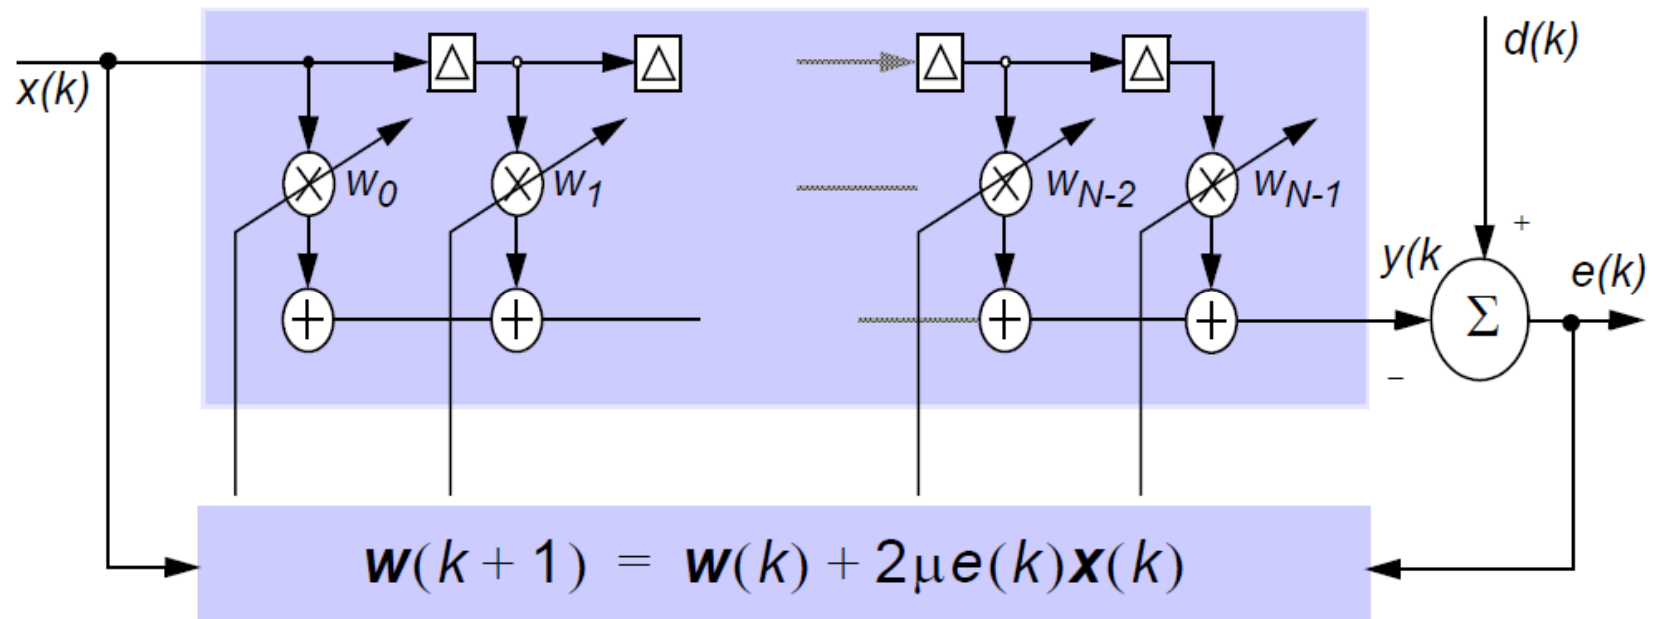 x(k)
Δ Δ Δ Δ
d(k)
w0 w1 wN-2 wN-1
+
y(k
Σ
e(k)
–
w(k + 1) = w(k) + 2μe(k)x(k)